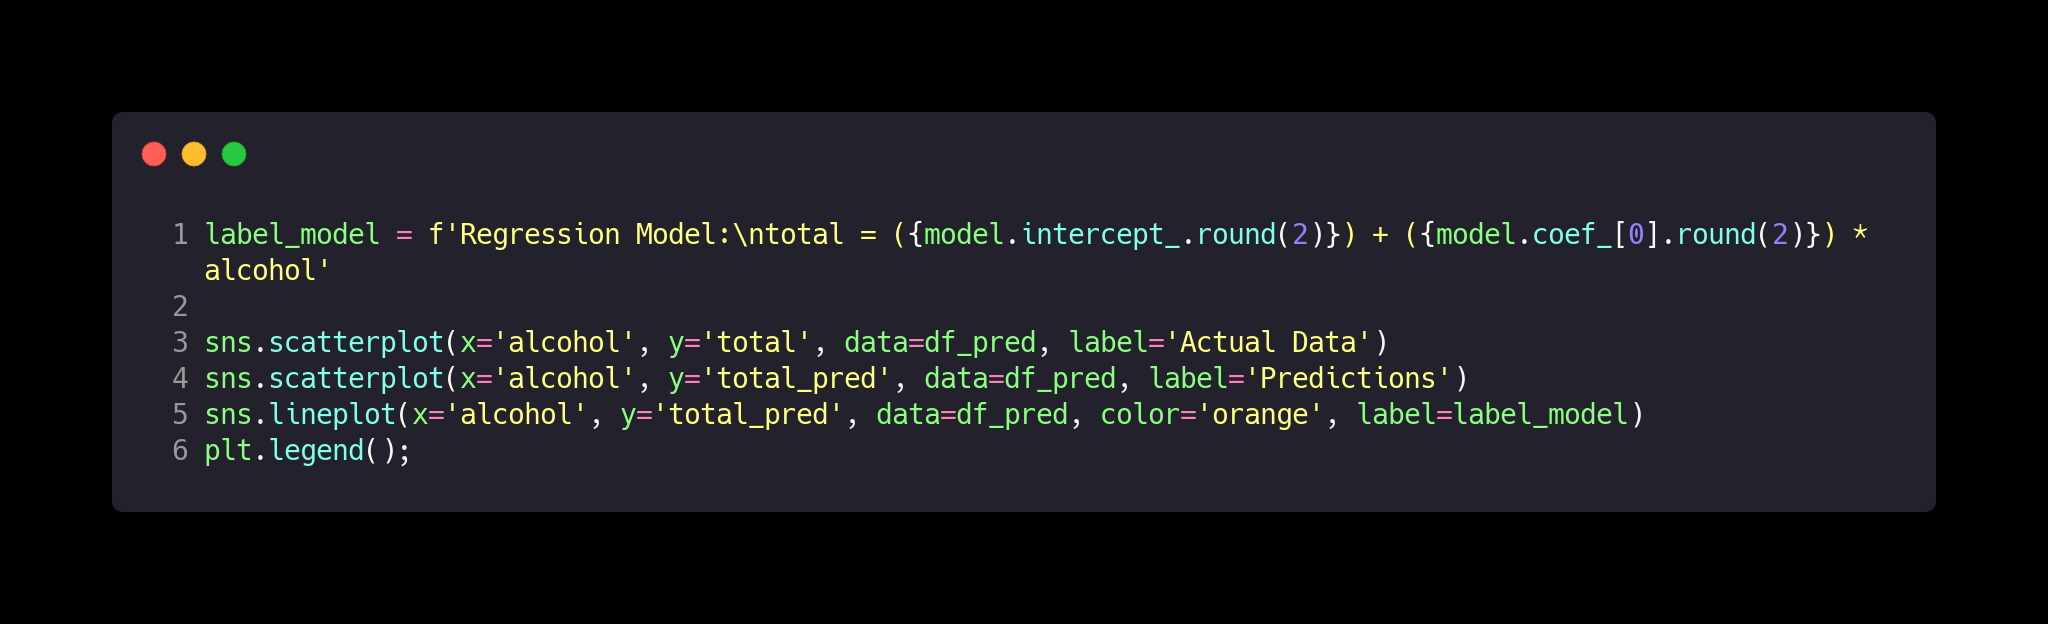 1 label_model = f'Regression Model:\ntotal = ({model.intercept_.round(2)}) + ({model.coef_[0].round(2)}) *
alcohol'
2
3 sns.scatterplot(x='alcohol', y='total', data=df_pred, label='Actual Data')
4 sns.scatterplot(x='alcohol', y='total_pred', data=df_pred, label='Predictions')
5 sns.lineplot(x='alcohol', y='total_pred', data=df_pred, color='orange', label=label_model)
6 plt.legend();